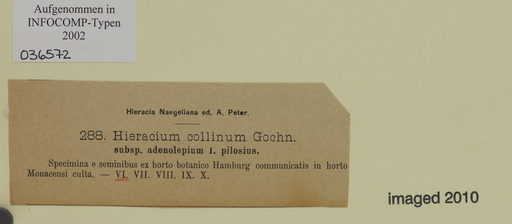 Aufgenommen in
INFOCOMP-Typen
2002
036572
Hieracia Naegeliana ed. A. Peter.
288. Hieracium collinum Gochn.
subsp. adenolepium 1. pilosius.
Specimina e seminibus ex horto botanico Hamburg communicatis in horto
Monacensi culta. — VI. VII. VIII. IX. X.
imaged 2010